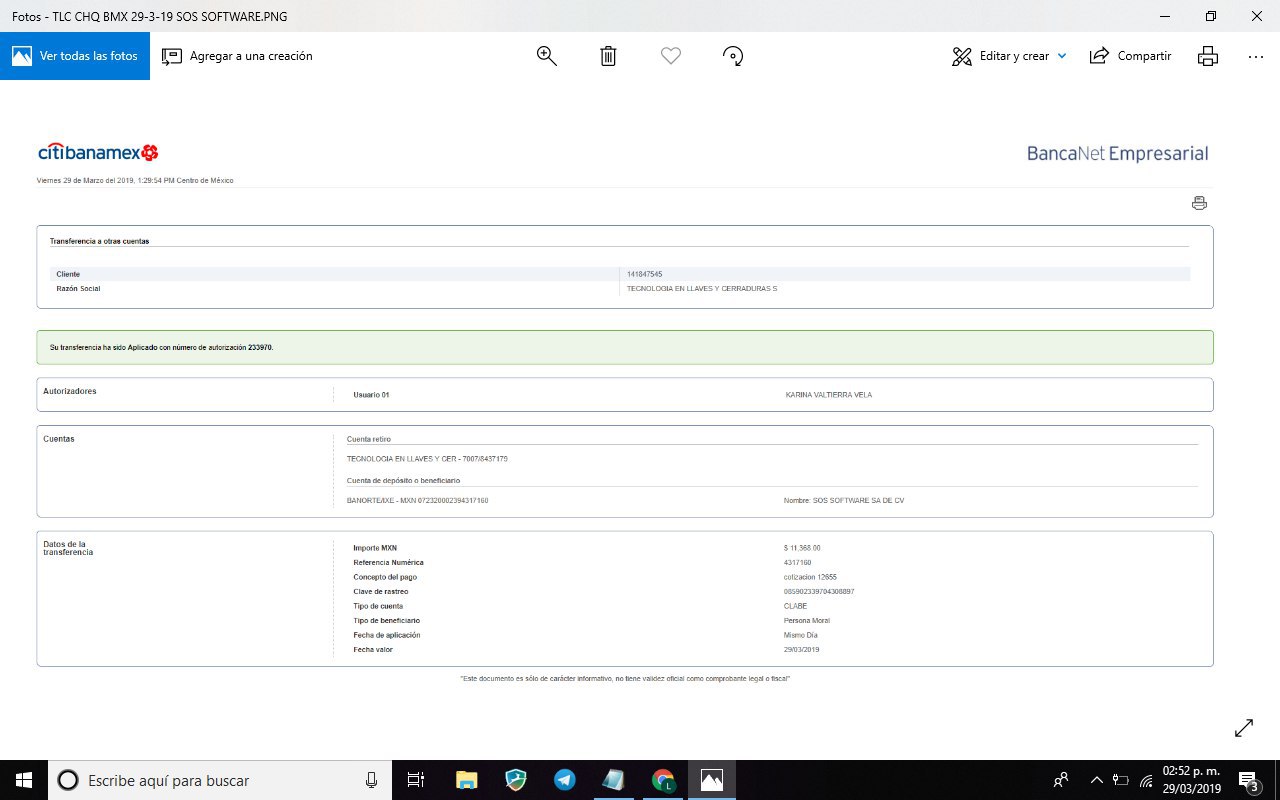 Fotos - TLC CHQ BMX 29-3-19 SOS SOFTWARE.PNG
Ver todas las fotos
Agregar a una creación
Editar y crear
Compartir
citibanamex
BancaNet Empresarial
Viernes 29 de Marzo del 2019, 1:29:54 PM Centro de México
Transferencia a otras cuentas
Cliente 141847545
Razón Social TECNOLOGIA EN LLAVES Y CERRADURAS S
Su transferencia ha sido Aplicado con número de autorización 233970.
Autorizadores Usuario 01 KARINA VALTIERRA VELA
Cuentas Cuenta retiro
TECNOLOGIA EN LLAVES Y CER - 7007/8437179
Cuenta de depósito o beneficiario
BANORTE/IXE - MXN 072320002394317160 Nombre: SOS SOFTWARE SA DE CV
Datos de la
transferencia
Importe MXN $ 11,368.00
Referencia Numérica 4317160
Concepto del pago cotizacion 12655
Clave de rastreo 085902339704308897
Tipo de cuenta CLABE
Tipo de beneficiario Persona Moral
Fecha de aplicación Mismo Día
Fecha valor 29/03/2019
"Este documento es sólo de carácter informativo, no tiene validez oficial como comprobante legal o fiscal"
Escribe aquí para buscar
L
02:52 p. m.
29/03/2019
3